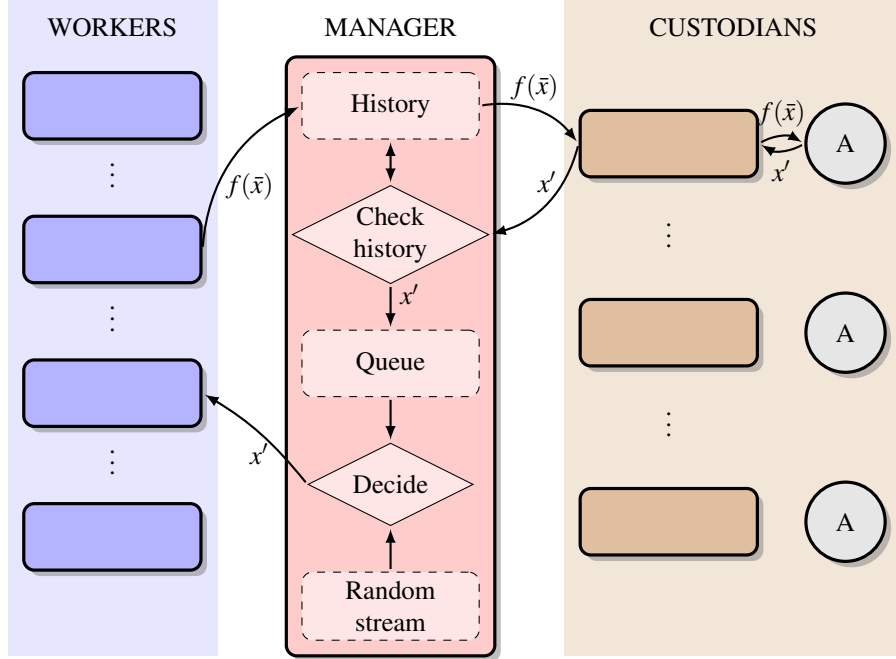 WORKERS
MANAGER
CUSTODIANS
History
f(x̄)
f(x̄)
A
x′
x′
f(x̄)
Check
history
⋮
⋮
x′
⋮
Queue
A
⋮
x′
⋮
Decide
A
Random
stream